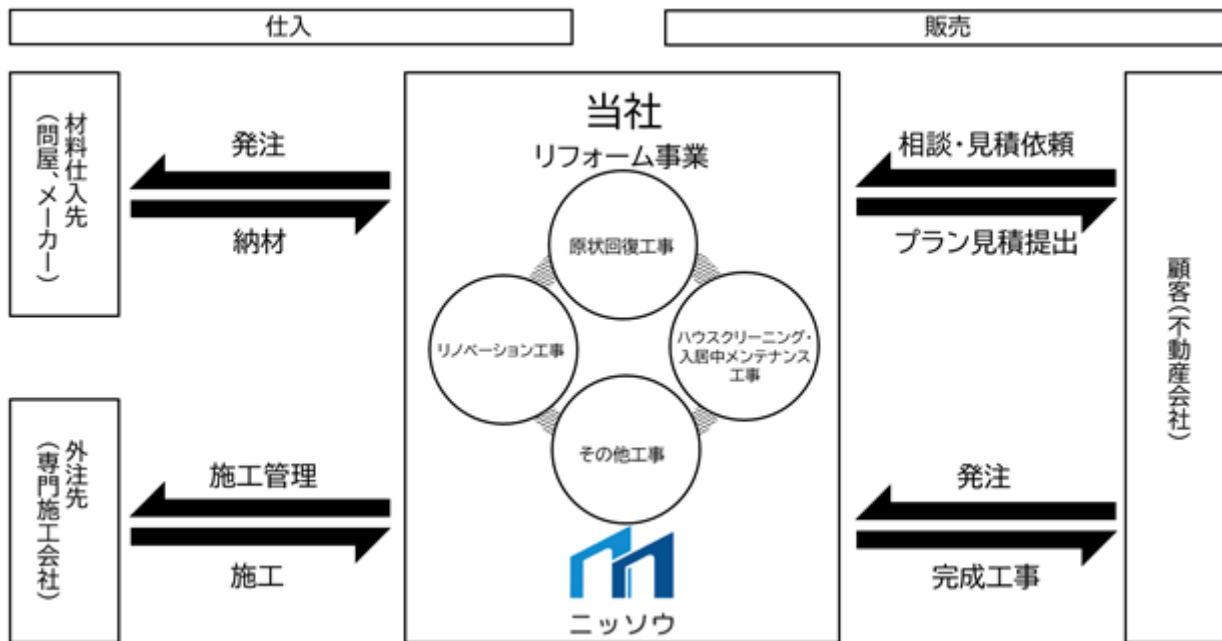 仕入
販売
材料仕入先
(問屋、メーカー)
発注
納材
外注先
(専門施工会社)
施工管理
施工
当社
リフォーム事業
原状回復工事
リノベーション工事
ハウスクリーニング・
入居中メンテナンス
工事
その他工事
ニッソウ
相談・見積依頼
プラン見積提出
発注
完成工事
顧客(不動産会社)